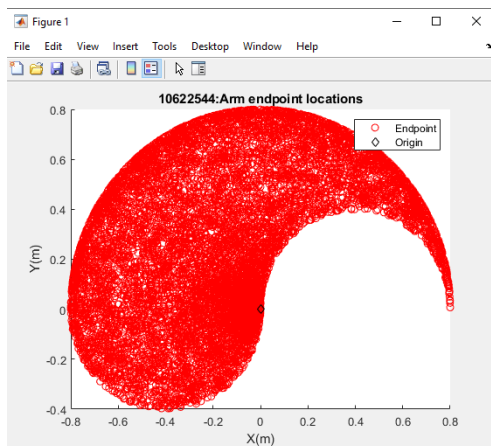 Figure 1
File Edit View Insert Tools Desktop Window Help
10622544:Arm endpoint locations
Endpoint
Origin
0.8
0.6
0.4
0.2
0
-0.2
-0.4
Y(m)
-0.8 -0.6 -0.4 -0.2 0 0.2 0.4 0.6 0.8
X(m)